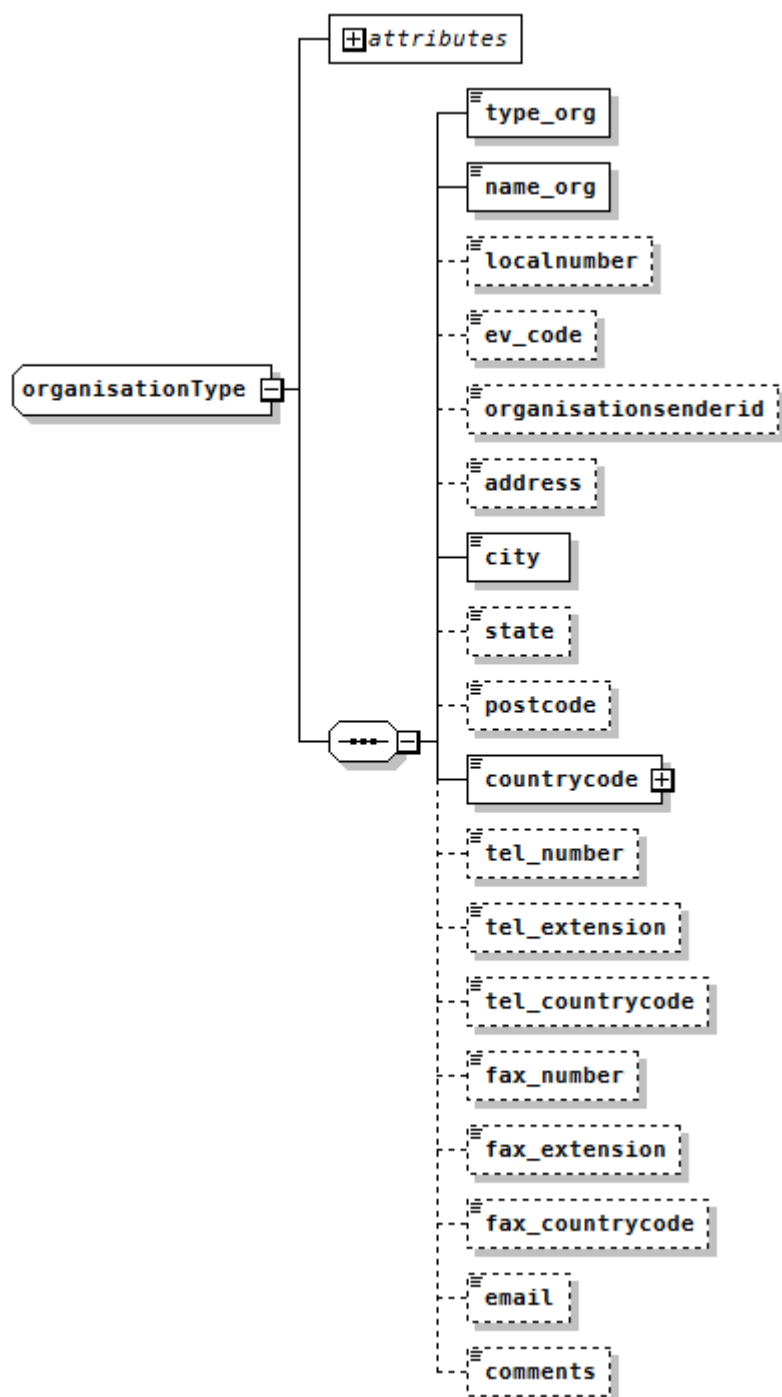 attributes
type_org
name_org
localnumber
ev_code
organisationType
organisationsenderid
address
city
state
postcode
countrycode
tel_number
tel_extension
tel_countrycode
fax_number
fax_extension
fax_countrycode
email
comments